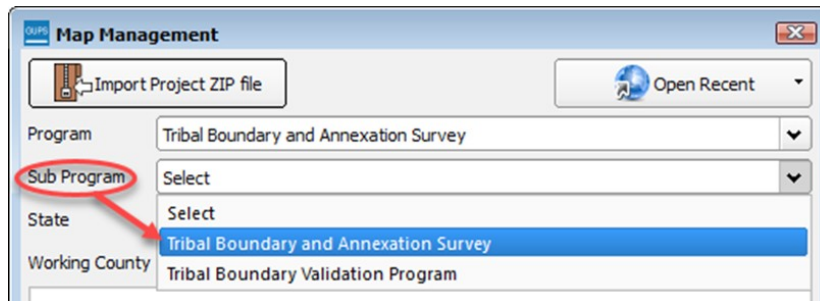 GUPS Map Management
Import Project ZIP file
Open Recent
Program
Tribal Boundary and Annexation Survey
Sub Program
Select
State
Select
Tribal Boundary and Annexation Survey
Working County
Tribal Boundary Validation Program